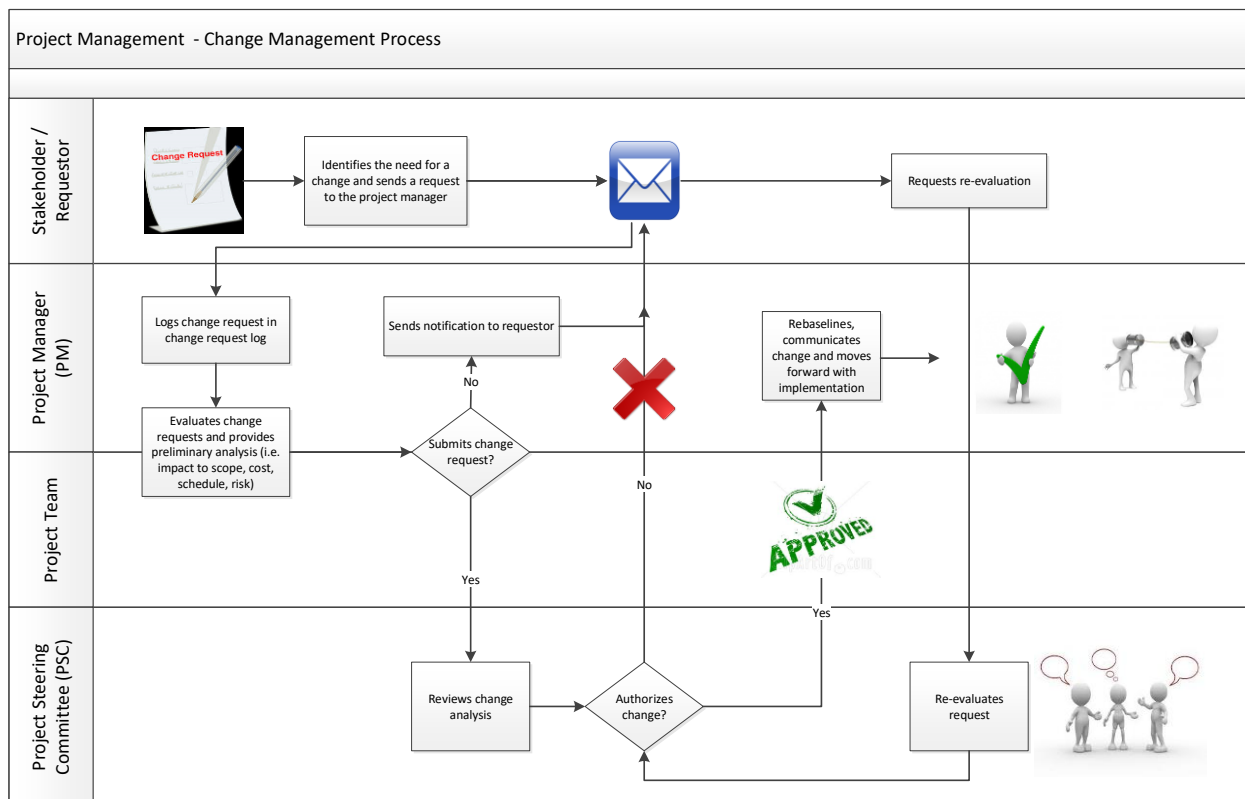 Project Management - Change Management Process
Stakeholder /
Requestor
Change Request
Identifies the need for a
change and sends a request
to the project manager
Requests re-evaluation
Project Manager
(PM)
Logs change request in
change request log
Sends notification to requestor
Rebaselines,
communicates
change and moves
forward with
implementation
No
Evaluates change
requests and provides
preliminary analysis (i.e.
impact to scope, cost,
schedule, risk)
Submits change
request?
Project Team
No
APPROVED
Yes
Yes
Project Steering
Committee (PSC)
Reviews change
analysis
Authorizes
change?
Re-evaluates
request